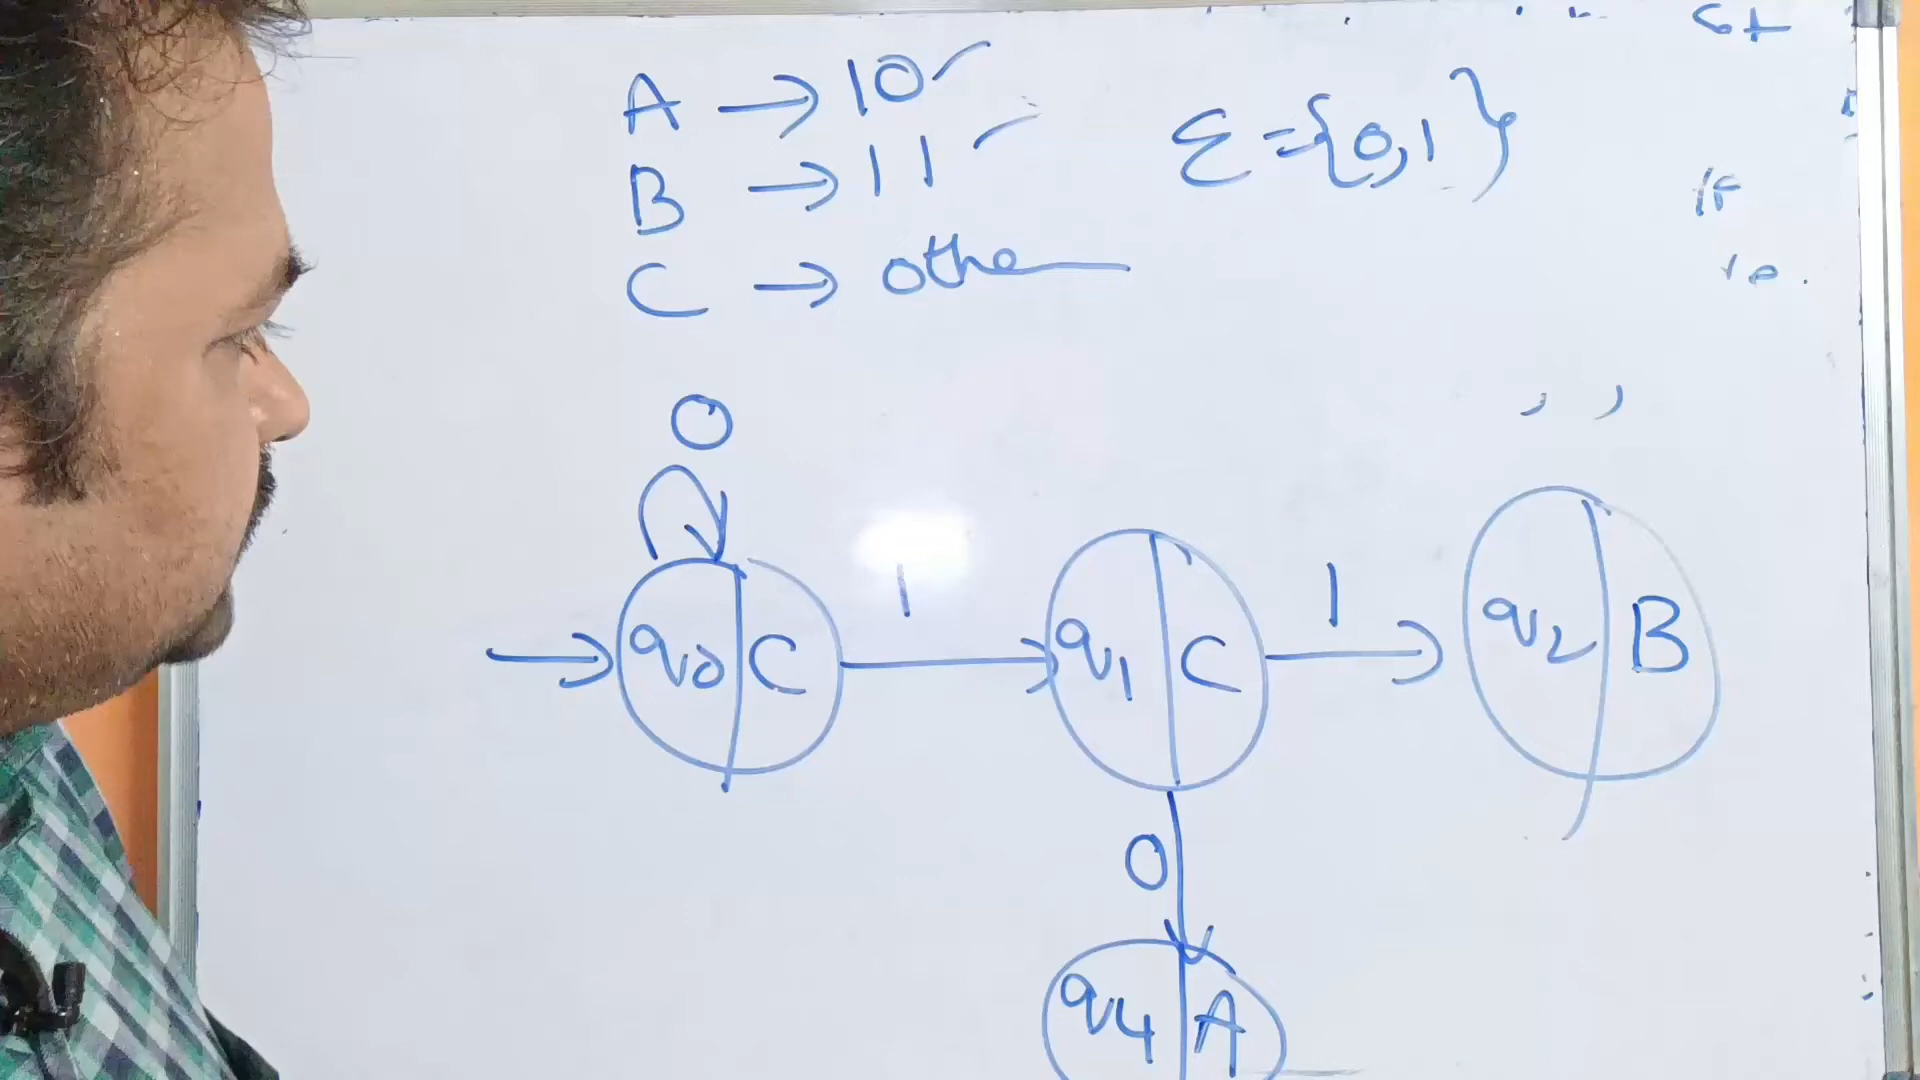 A → 10
B → 11
Σ = {0,1}
C → othe
0
q0 C
1
q1 C
1
q2 B
0
q4 A